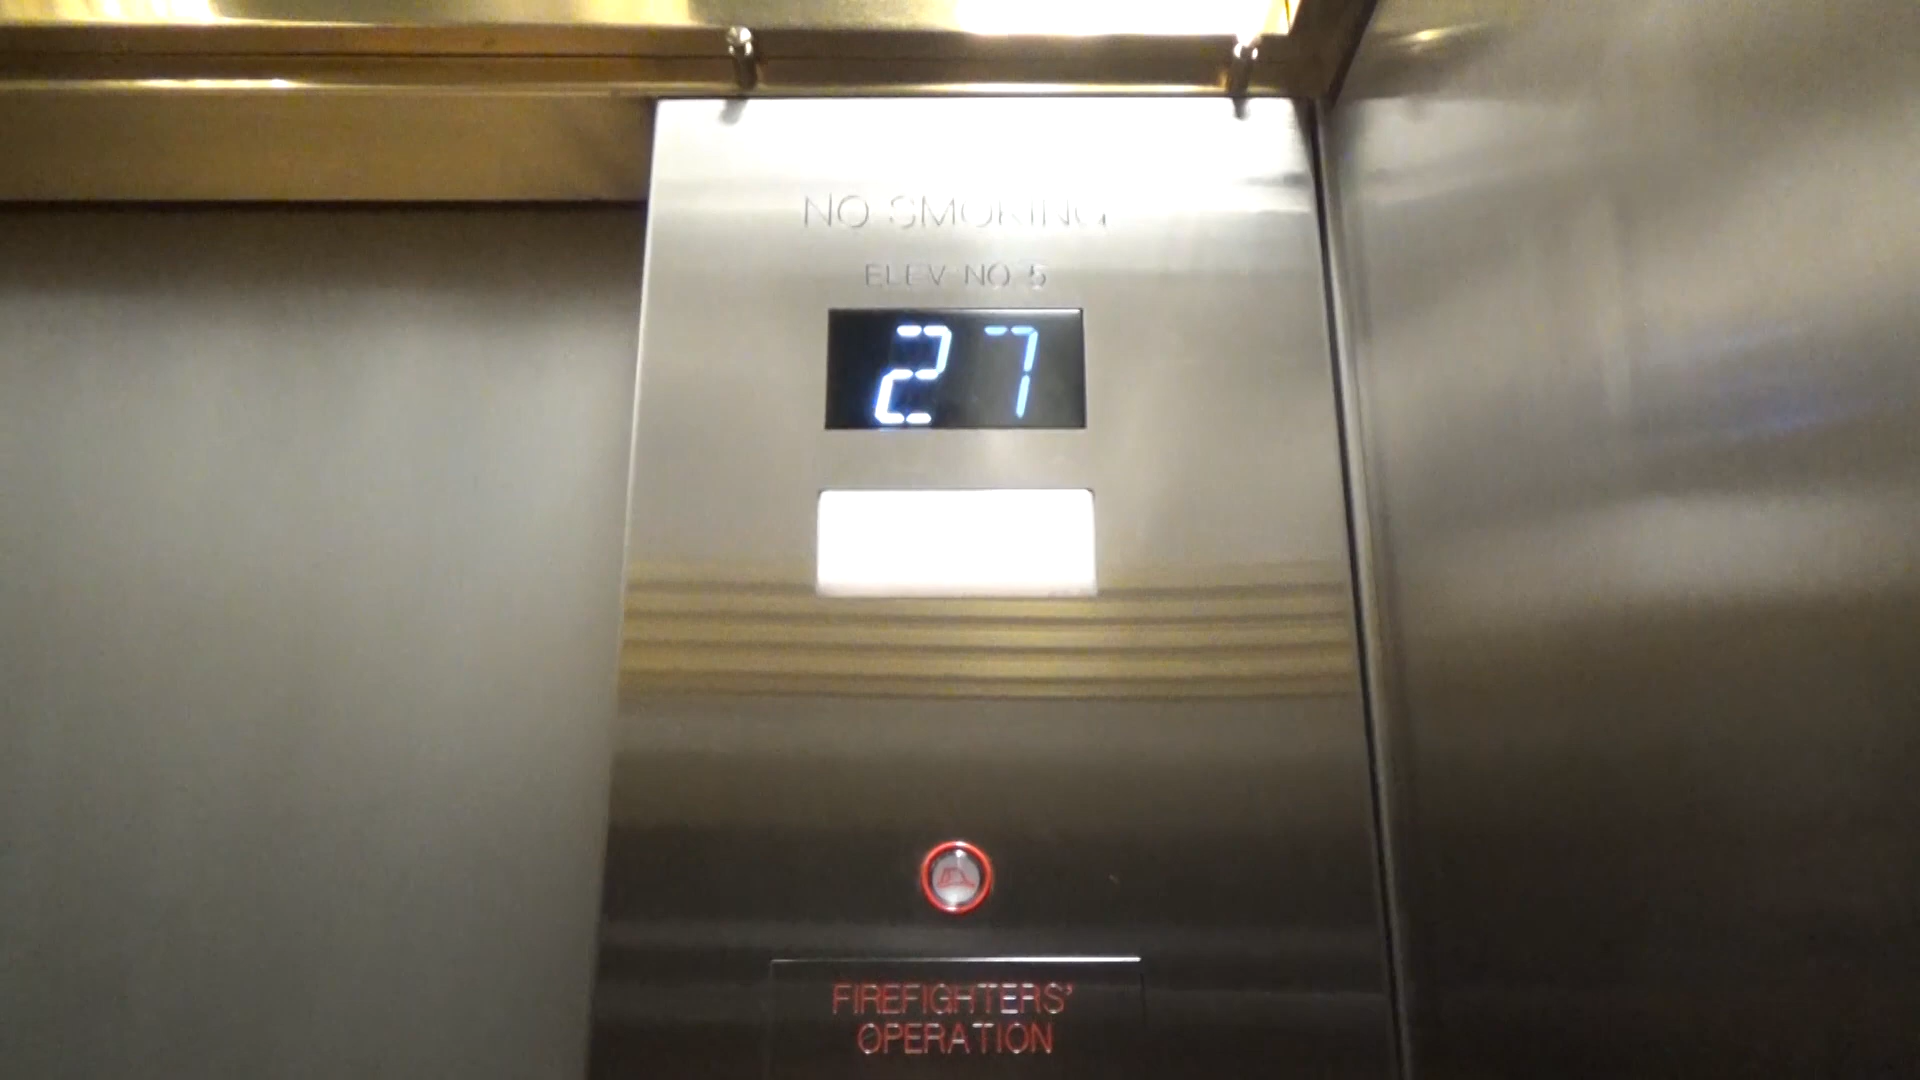 NO SMOKING
ELEV NO 5
27
FIREFIGHTERS'
OPERATION